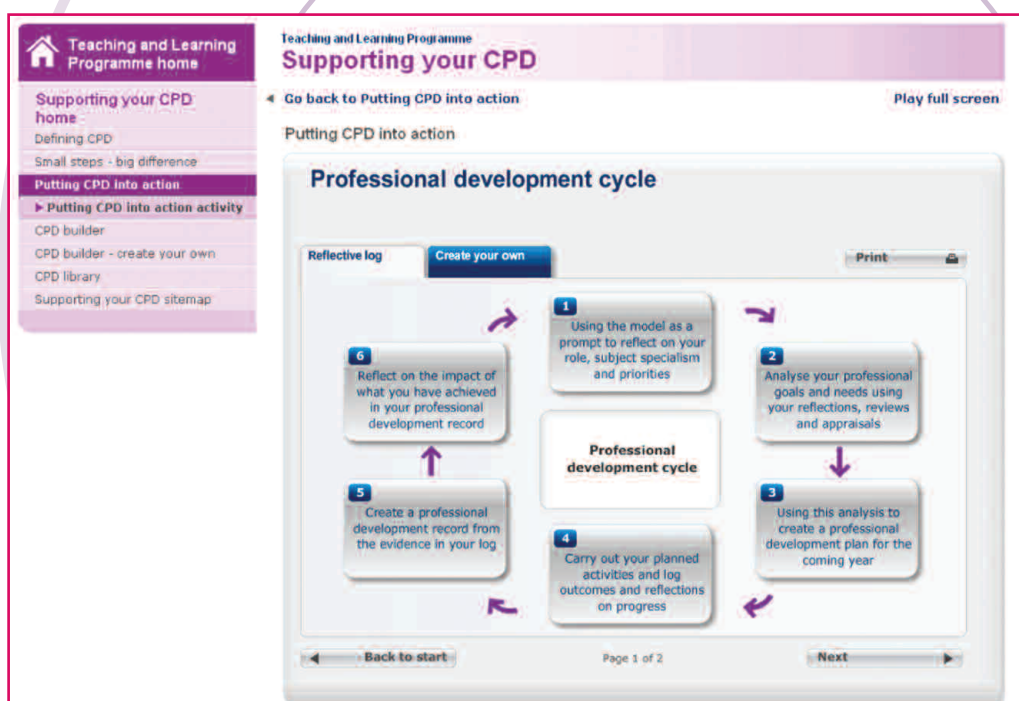 Teaching and Learning
Programme home
Supporting your CPD
home
Defining CPD
Small steps - big difference
Putting CPD into action
Putting CPD into action activity
CPD builder
CPD builder - create your own
CPD library
Supporting your CPD sitemap
Teaching and Learning Programme
Supporting your CPD
Go back to Putting CPD into action
Play full screen
Putting CPD into action
Professional development cycle
Reflective log
Create your own
Print
1
Using the model as a
prompt to reflect on your
role, subject specialism
and priorities
2
Analyse your professional
goals and needs using
your reflections, reviews
and appraisals
3
Using this analysis to
create a professional
development plan for the
coming year
4
Carry out your planned
activities and log
outcomes and reflections
on progress
5
Create a professional
development record from
the evidence in your log
6
Reflect on the impact of
what you have achieved
in your professional
development record
Professional
development cycle
Back to start
Page 1 of 2
Next